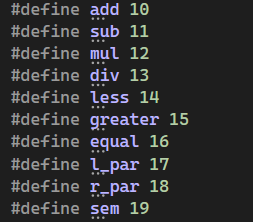 #define add 10
#define sub 11
#define mul 12
#define div 13
#define less 14
#define greater 15
#define equal 16
#define l_par 17
#define r_par 18
#define sem 19